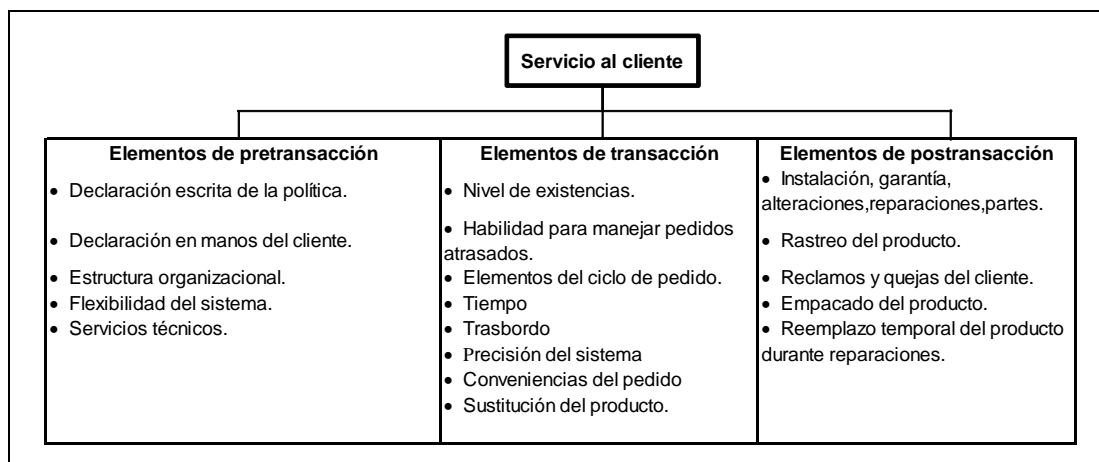 Servicio al cliente
Elementos de pretransacción
• Declaración escrita de la política.
• Declaración en manos del cliente.
• Estructura organizacional.
• Flexibilidad del sistema.
• Servicios técnicos.
Elementos de transacción
• Nivel de existencias.
• Habilidad para manejar pedidos
atrasados.
• Elementos del ciclo de pedido.
• Tiempo
• Trasbordo
• Precisión del sistema
• Conveniencias del pedido
• Sustitución del producto.
Elementos de postransacción
• Instalación, garantía,
alteraciones,reparaciones,partes.
• Rastreo del producto.
• Reclamos y quejas del cliente.
• Empacado del producto.
• Reemplazo temporal del producto
durante reparaciones.